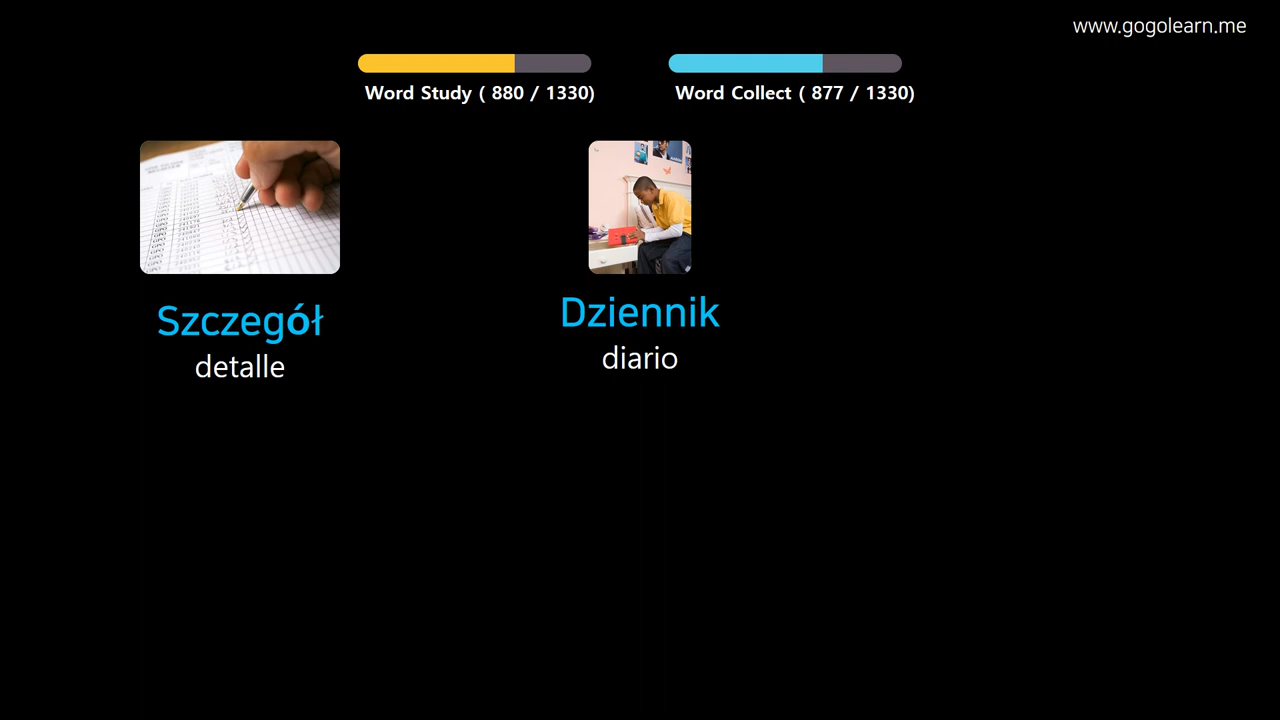 www.gogolearn.me
Word Study ( 880 / 1330)
Word Collect ( 877 / 1330)
Szczegół
detalle
Dziennik
diario